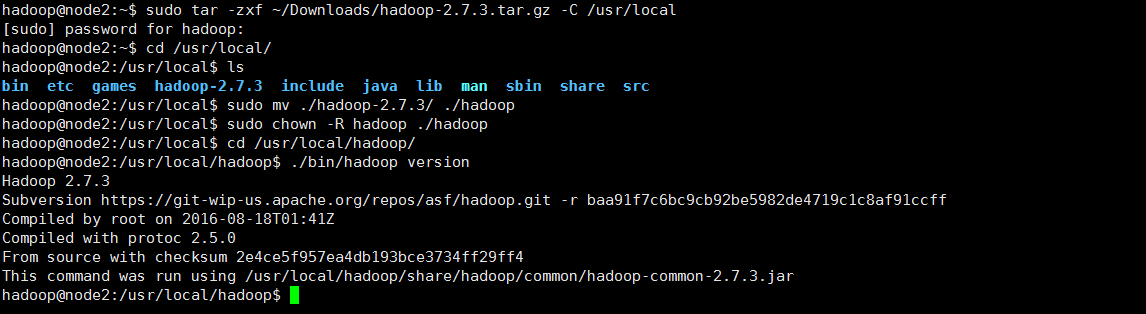 hadoop@node2:~$ sudo tar -zxf ~/Downloads/hadoop-2.7.3.tar.gz -C /usr/local
[sudo] password for hadoop:
hadoop@node2:~$ cd /usr/local/
hadoop@node2:/usr/local$ ls
bin  etc  games  hadoop-2.7.3  include  java  lib  man  sbin  share  src
hadoop@node2:/usr/local$ sudo mv ./hadoop-2.7.3/ ./hadoop
hadoop@node2:/usr/local$ sudo chown -R hadoop ./hadoop
hadoop@node2:/usr/local$ cd /usr/local/hadoop/
hadoop@node2:/usr/local/hadoop$ ./bin/hadoop version
Hadoop 2.7.3
Subversion https://git-wip-us.apache.org/repos/asf/hadoop.git -r baa91f7c6bc9cb92be5982de4719c1c8af91ccff
Compiled by root on 2016-08-18T01:41Z
Compiled with protoc 2.5.0
From source with checksum 2e4ce5f957ea4db193bce3734ff29ff4
This command was run using /usr/local/hadoop/share/hadoop/common/hadoop-common-2.7.3.jar
hadoop@node2:/usr/local/hadoop$